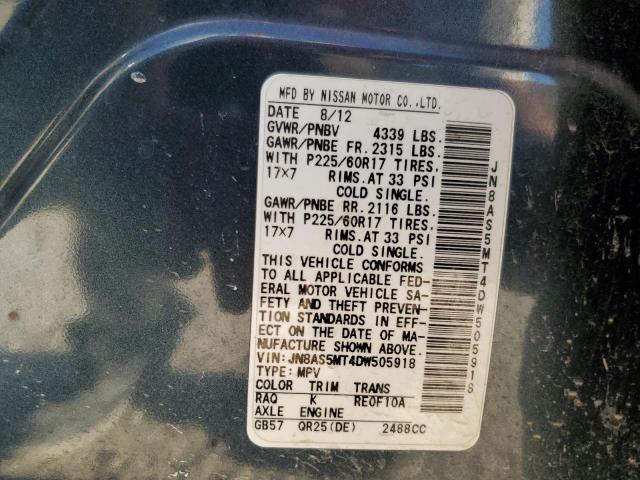 MFD BY NISSAN MOTOR CO.,LTD.
DATE 8/12
GVWR/PNBV 4339 LBS.
GAWR/PNBE FR. 2315 LBS.
WITH P225/60R17 TIRES,
17×7 RIMS.AT 33 PSI
COLD SINGLE.
GAWR/PNBE RR. 2116 LBS.
WITH P225/60R17 TIRES,
17×7 RIMS.AT 33 PSI
COLD SINGLE.
THIS VEHICLE CONFORMS
TO ALL APPLICABLE FED-
ERAL MOTOR VEHICLE SA-
FETY AND THEFT PREVEN-
TION STANDARDS IN EFF-
ECT ON THE DATE OF MA-
NUFACTURE SHOWN ABOVE.
VIN: JN8AS5MT4DW505918
TYPE: MPV
COLOR TRIM TRANS
RAQ K RE0F10A
AXLE ENGINE
GB57 QR25(DE) 2488CC
JN8AS5MT4DW505918